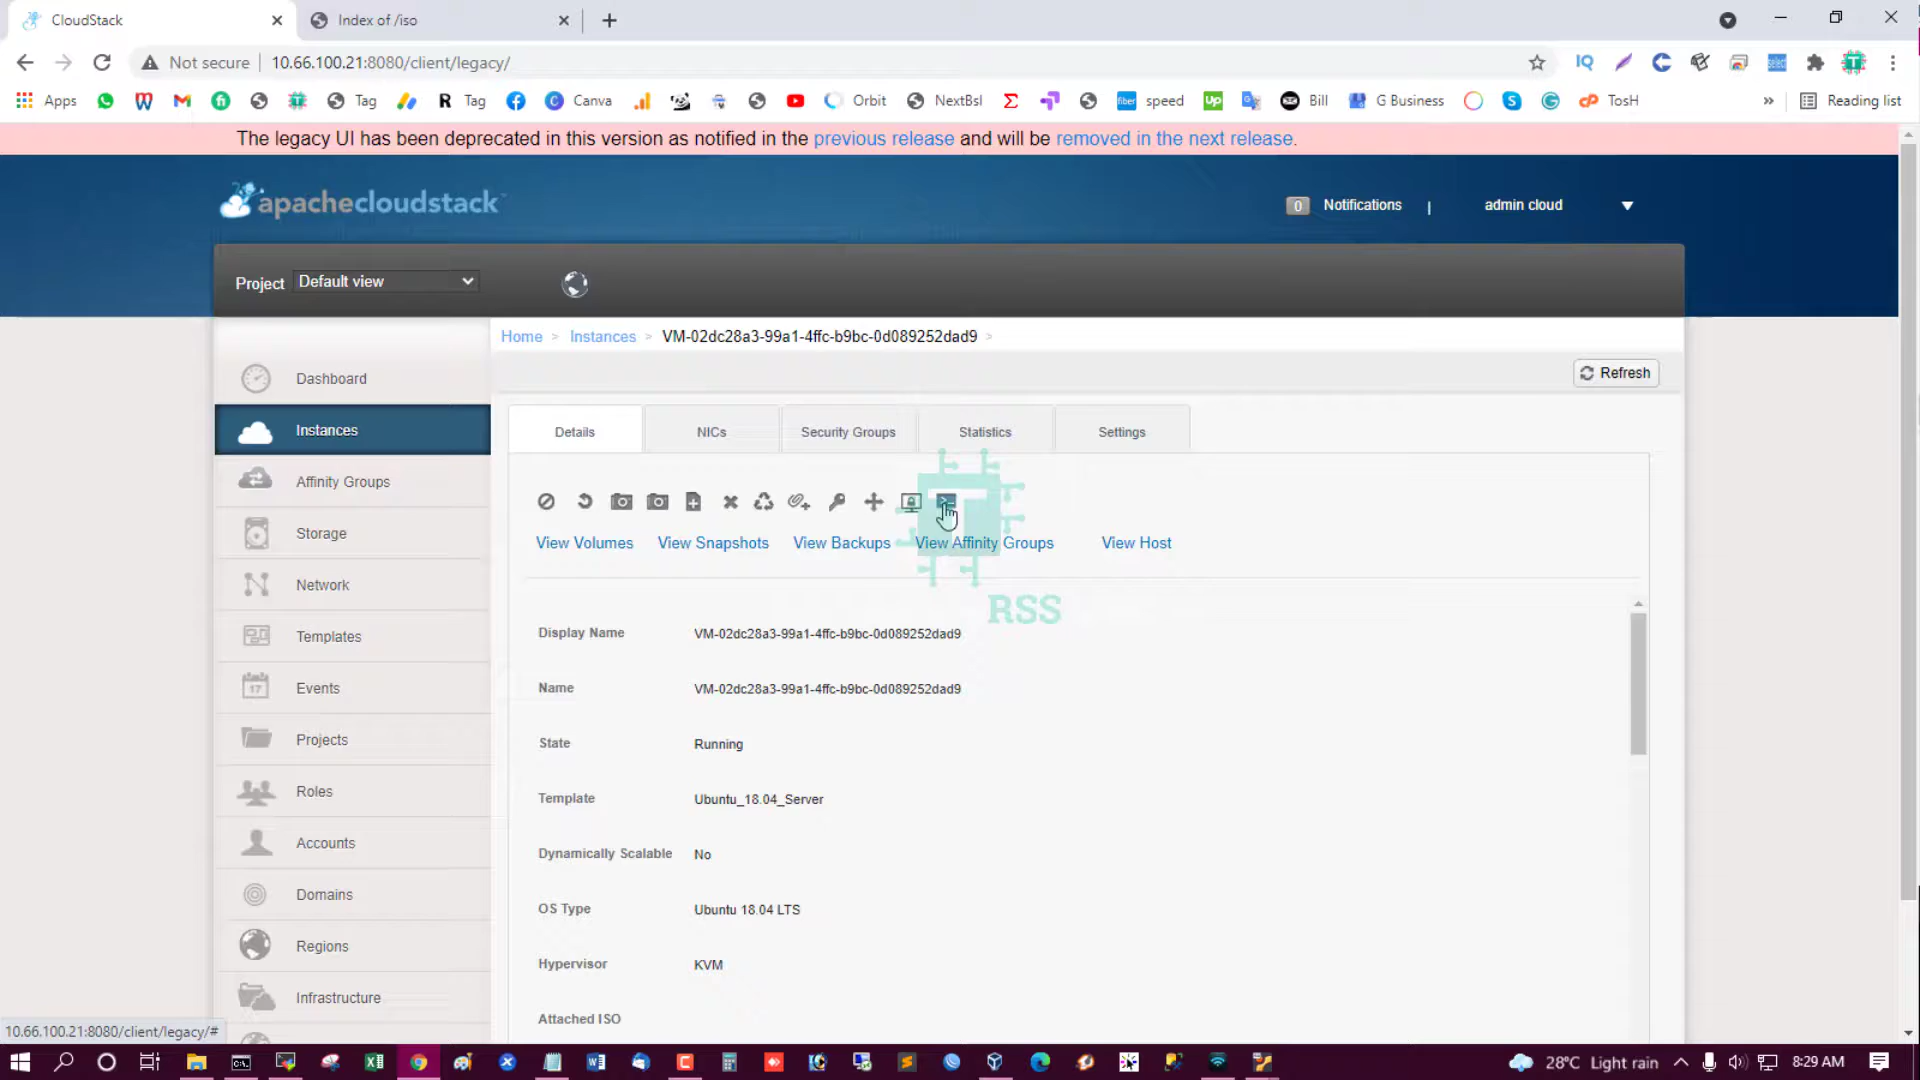 CloudStack
Index of /iso
Not secure
10.66.100.21:8080/client/legacy/
Apps
Tag
R
Tag
Canva
Orbit
NextBsl
speed
Up
Bill
G Business
TosH
»
Reading list
The legacy UI has been deprecated in this version as notified in the previous release and will be removed in the next release.
apachecloudstack
0 Notifications |
admin cloud
Project
Default view
Home > Instances > VM-02dc28a3-99a1-4ffc-b9bc-0d089252dad9 >
Refresh
Dashboard
Instances
Affinity Groups
Storage
Network
Templates
Events
Projects
Roles
Accounts
Domains
Regions
Infrastructure
Details
NICs
Security Groups
Statistics
Settings
View Volumes
View Snapshots
View Backups
View Affinity Groups
View Host
RSS
Display Name VM-02dc28a3-99a1-4ffc-b9bc-0d089252dad9
Name VM-02dc28a3-99a1-4ffc-b9bc-0d089252dad9
State Running
Template Ubuntu_18.04_Server
Dynamically Scalable No
OS Type Ubuntu 18.04 LTS
Hypervisor KVM
Attached ISO
10.66.100.21:8080/client/legacy/#
28°C Light rain
8:29 AM